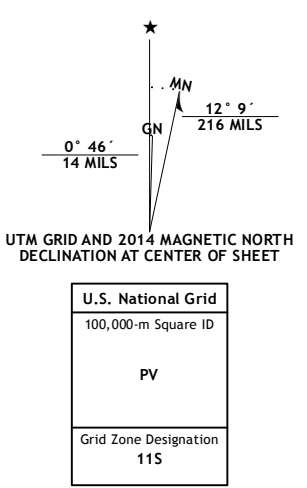 ★
MN
GN
12° 9´
216 MILS
0° 46´
14 MILS
UTM GRID AND 2014 MAGNETIC NORTH
DECLINATION AT CENTER OF SHEET
U.S. National Grid
100,000-m Square ID
PV
Grid Zone Designation
11S